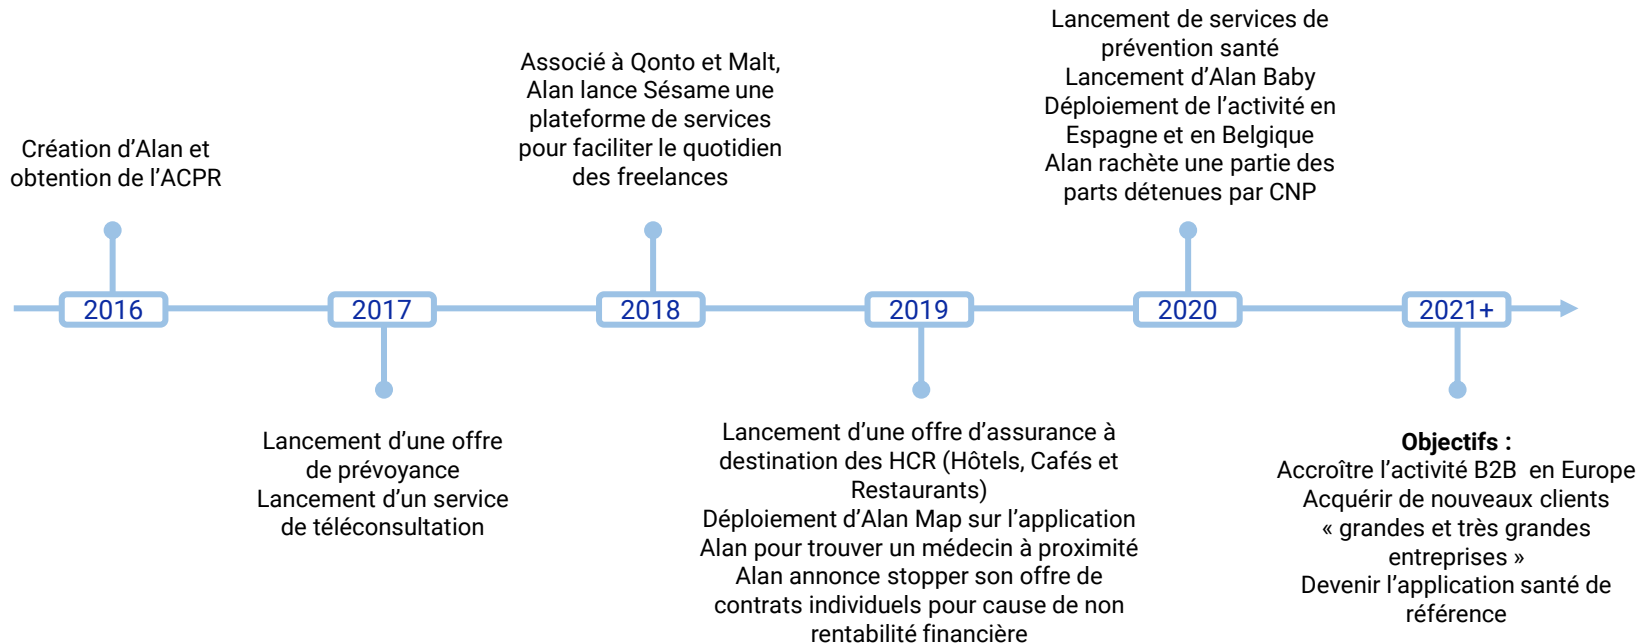 Création d’Alan et
obtention de l’ACPR
Associé à Qonto et Malt,
Alan lance Sésame une
plateforme de services
pour faciliter le quotidien
des freelances
Lancement de services de
prévention santé
Lancement d’Alan Baby
Déploiement de l’activité en
Espagne et en Belgique
Alan rachète une partie des
parts détenues par CNP
2016
2017
2018
2019
2020
2021+
Lancement d’une offre
de prévoyance
Lancement d’un service
de téléconsultation
Lancement d’une offre d’assurance à
destination des HCR (Hôtels, Cafés et
Restaurants)
Déploiement d’Alan Map sur l’application
Alan pour trouver un médecin à proximité
Alan annonce stopper son offre de
contrats individuels pour cause de non
rentabilité financière
Objectifs :
Accroître l’activité B2B en Europe
Acquérir de nouveaux clients
« grandes et très grandes
entreprises »
Devenir l’application santé de
référence